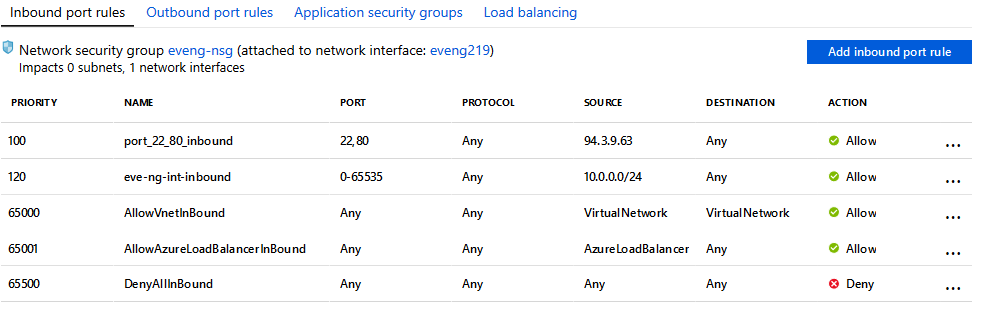 Inbound port rules Outbound port rules Application security groups Load balancing
Network security group eveng-nsg (attached to network interface: eveng219)
Impacts 0 subnets, 1 network interfaces
Add inbound port rule
PRIORITY NAME PORT PROTOCOL SOURCE DESTINATION ACTION
100 port_22_80_inbound 22,80 Any 94.3.9.63 Any Allow ...
120 eve-ng-int-inbound 0-65535 Any 10.0.0.0/24 Any Allow ...
65000 AllowVnetInBound Any Any VirtualNetwork VirtualNetwork Allow ...
65001 AllowAzureLoadBalancerInBound Any Any AzureLoadBalancer Any Allow ...
65500 DenyAllInBound Any Any Any Any Deny ...